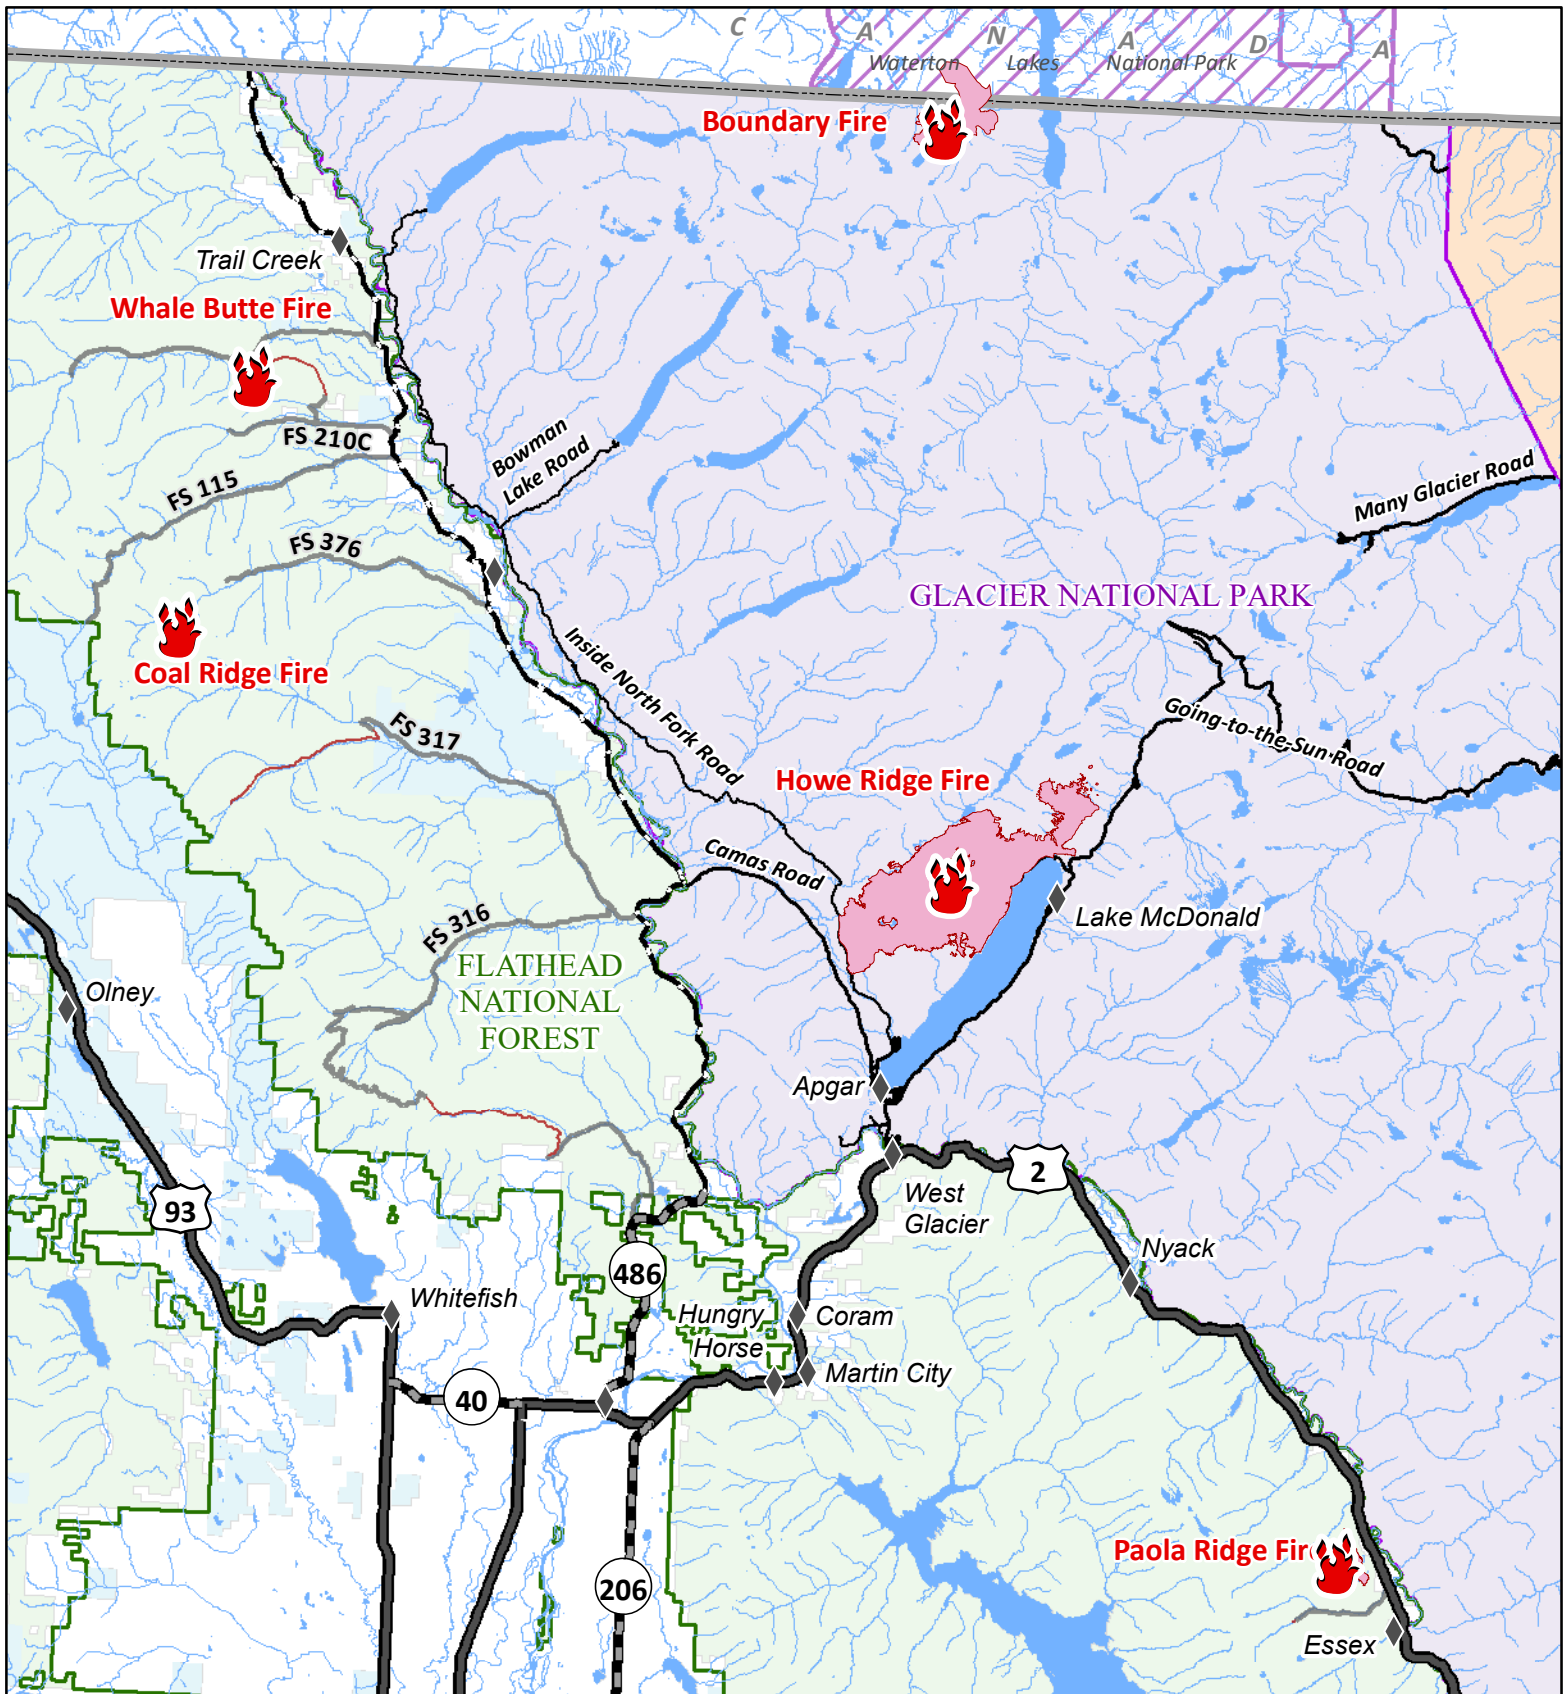 C A N A D A
Waterton Lakes National Park
Boundary Fire
Trail Creek
Whale Butte Fire
FS 210C
Bowman
Lake Road
FS 115
Many Glacier Road
FS 376
GLACIER NATIONAL PARK
Inside North Fork Road
Coal Ridge Fire
Going-to-the-Sun Road
FS 317
Howe Ridge Fire
Camas Road
Lake McDonald
FS 316
FLATHEAD
NATIONAL
FOREST
Olney
Apgar
2
93
West
Glacier
Nyack
486
Whitefish
Hungry
Horse
Coram
Martin City
40
Paola Ridge Fire
206
Essex